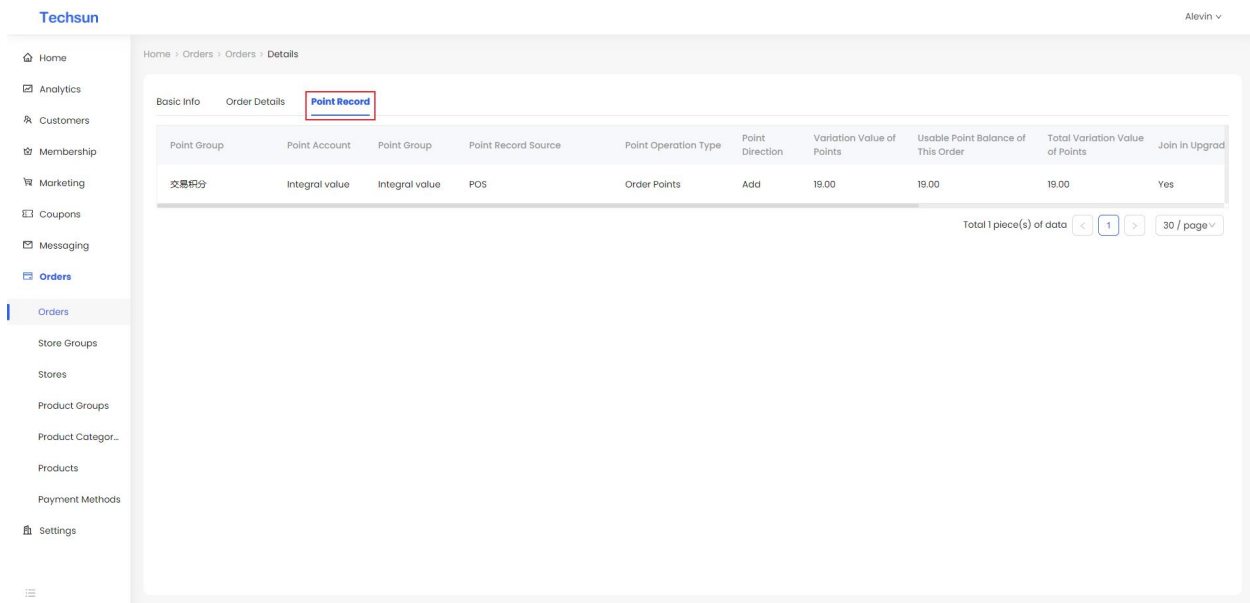 Techsun
Alevin
Home
Analytics
Customers
Membership
Marketing
Coupons
Messaging
Orders
Orders
Store Groups
Stores
Product Groups
Product Categor...
Products
Payment Methods
Settings
Home > Orders > Orders > Details
Basic Info Order Details Point Record
Point Group Point Account Point Group Point Record Source Point Operation Type Point Direction Variation Value of Points Usable Point Balance of This Order Total Variation Value of Points Join in Upgrad
交易积分 Integral value Integral value POS Order Points Add 19.00 19.00 19.00 Yes
Total 1 piece(s) of data < 1 > 30 / page